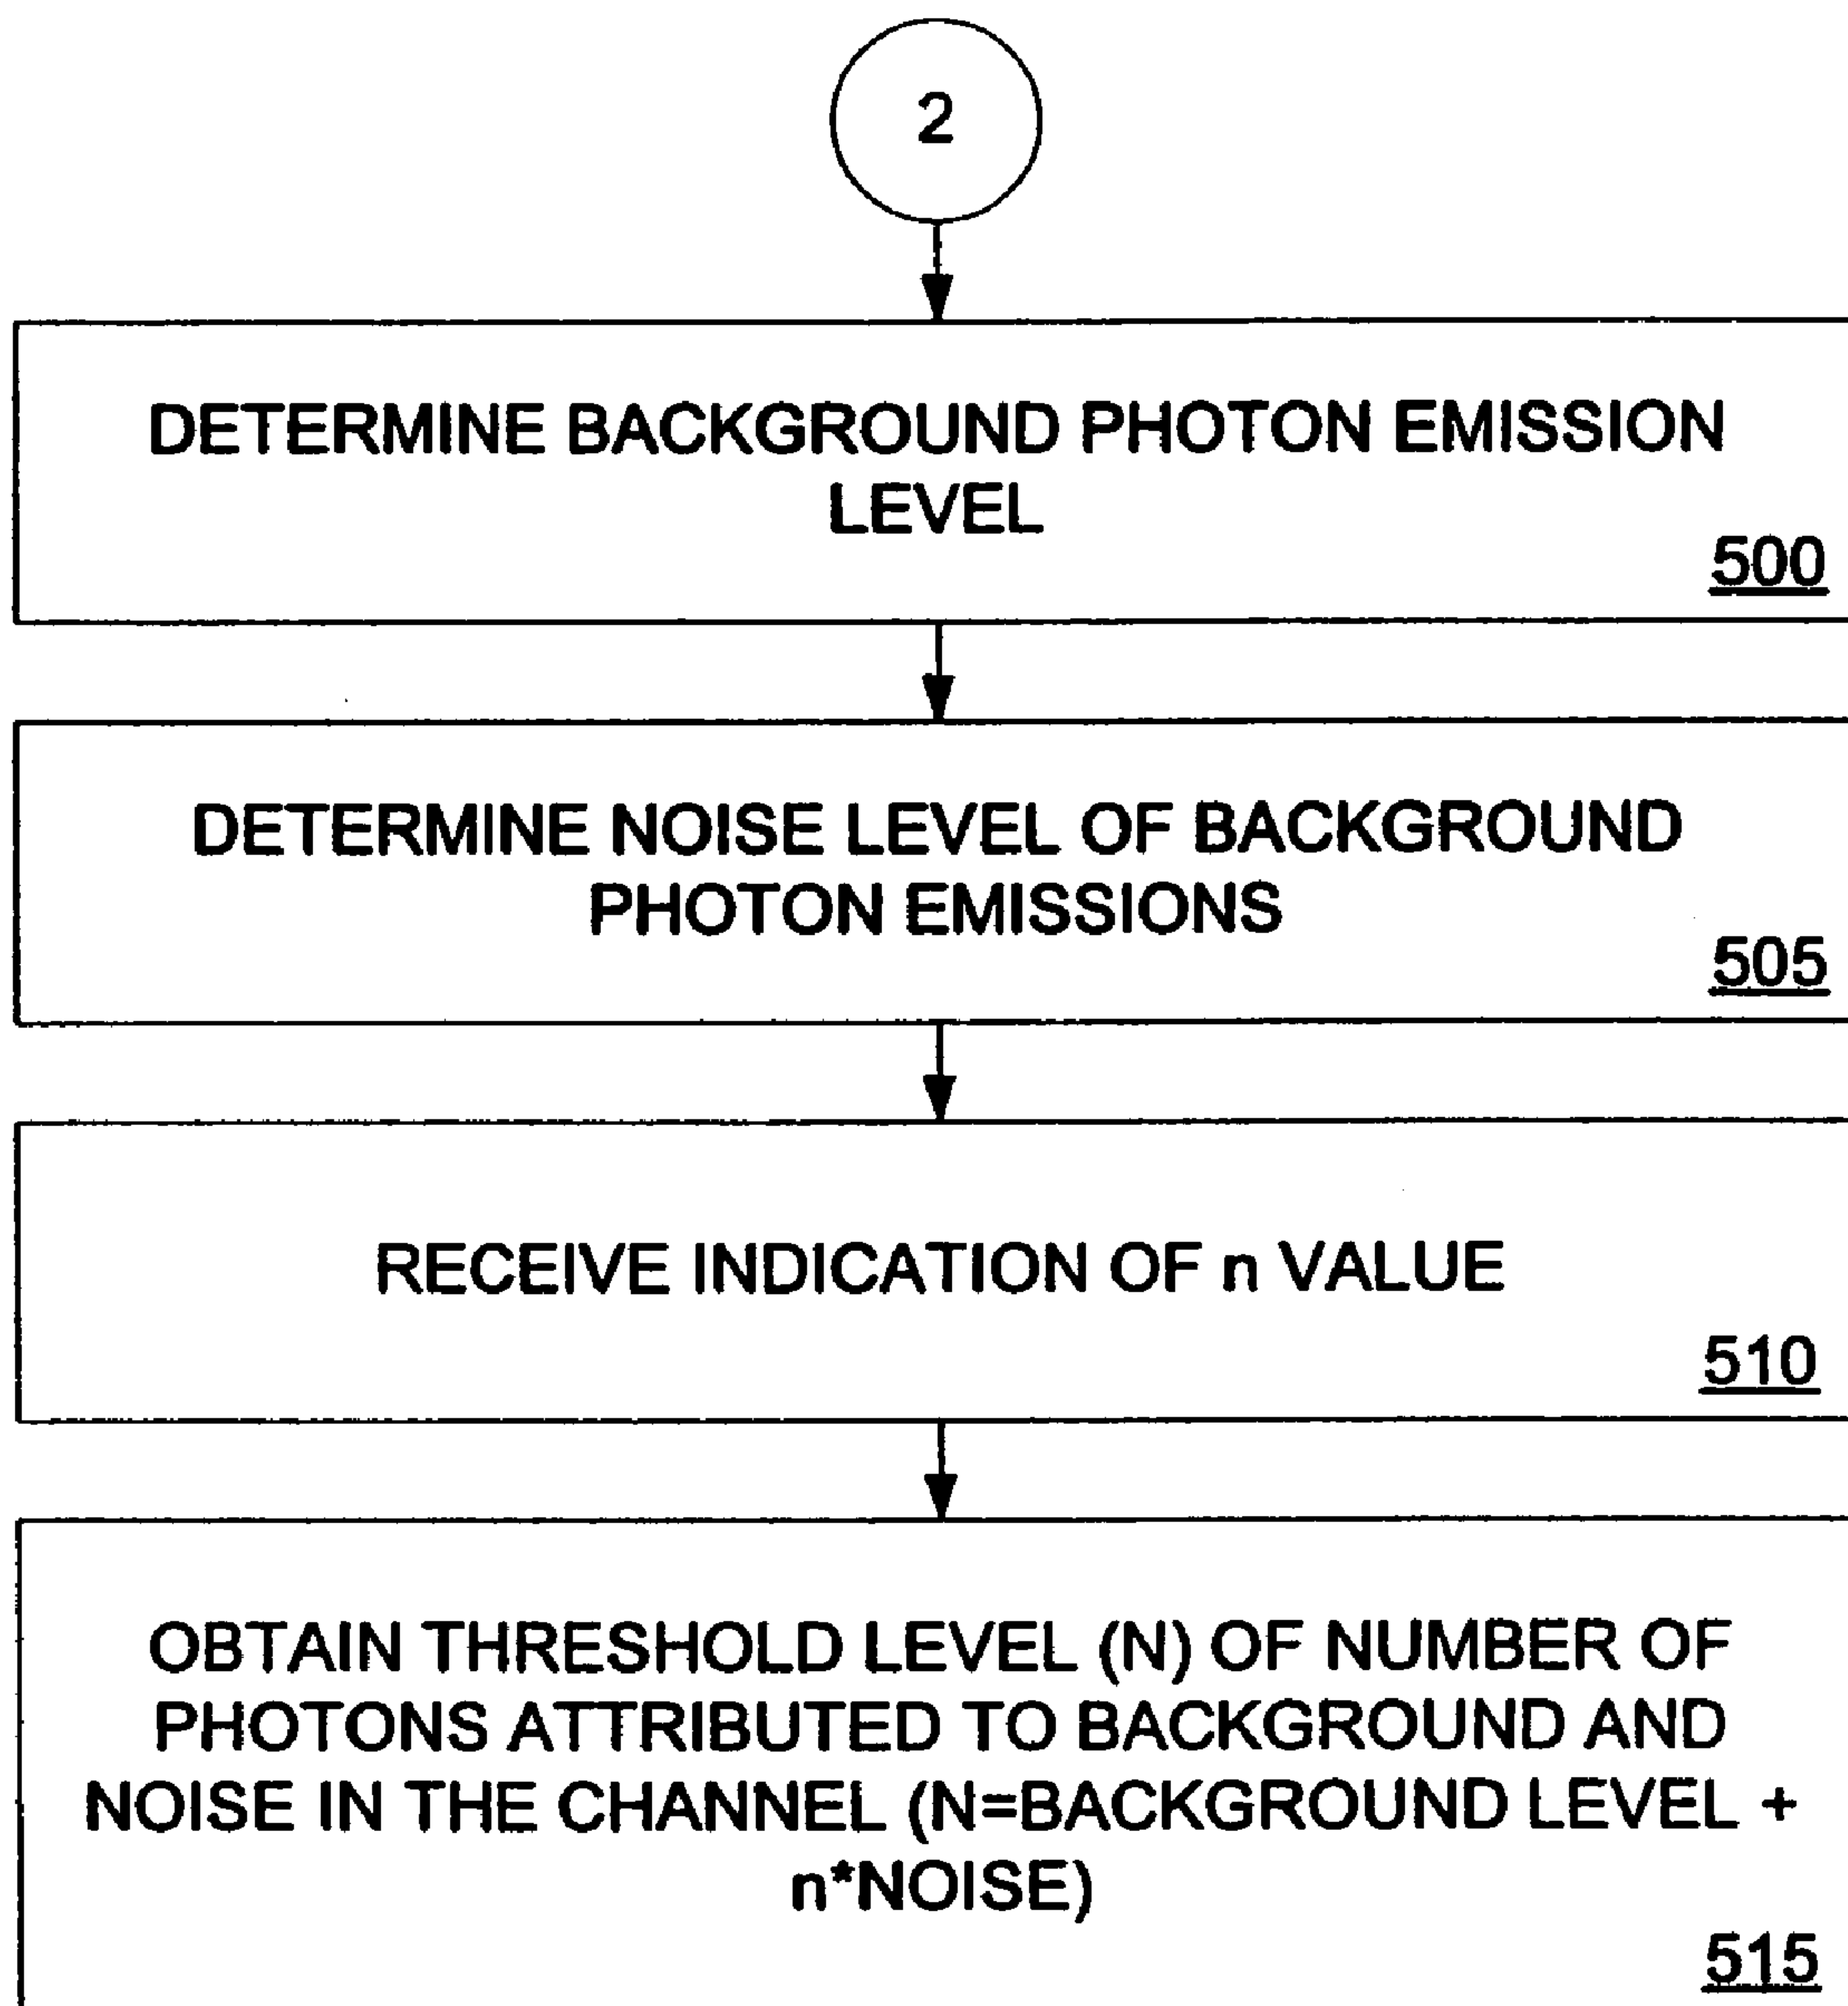 2
DETERMINE BACKGROUND PHOTON EMISSION
LEVEL
500
DETERMINE NOISE LEVEL OF BACKGROUND
PHOTON EMISSIONS
505
RECEIVE INDICATION OF n VALUE
510
OBTAIN THRESHOLD LEVEL (N) OF NUMBER OF
PHOTONS ATTRIBUTED TO BACKGROUND AND
NOISE IN THE CHANNEL (N=BACKGROUND LEVEL +
n*NOISE)
515